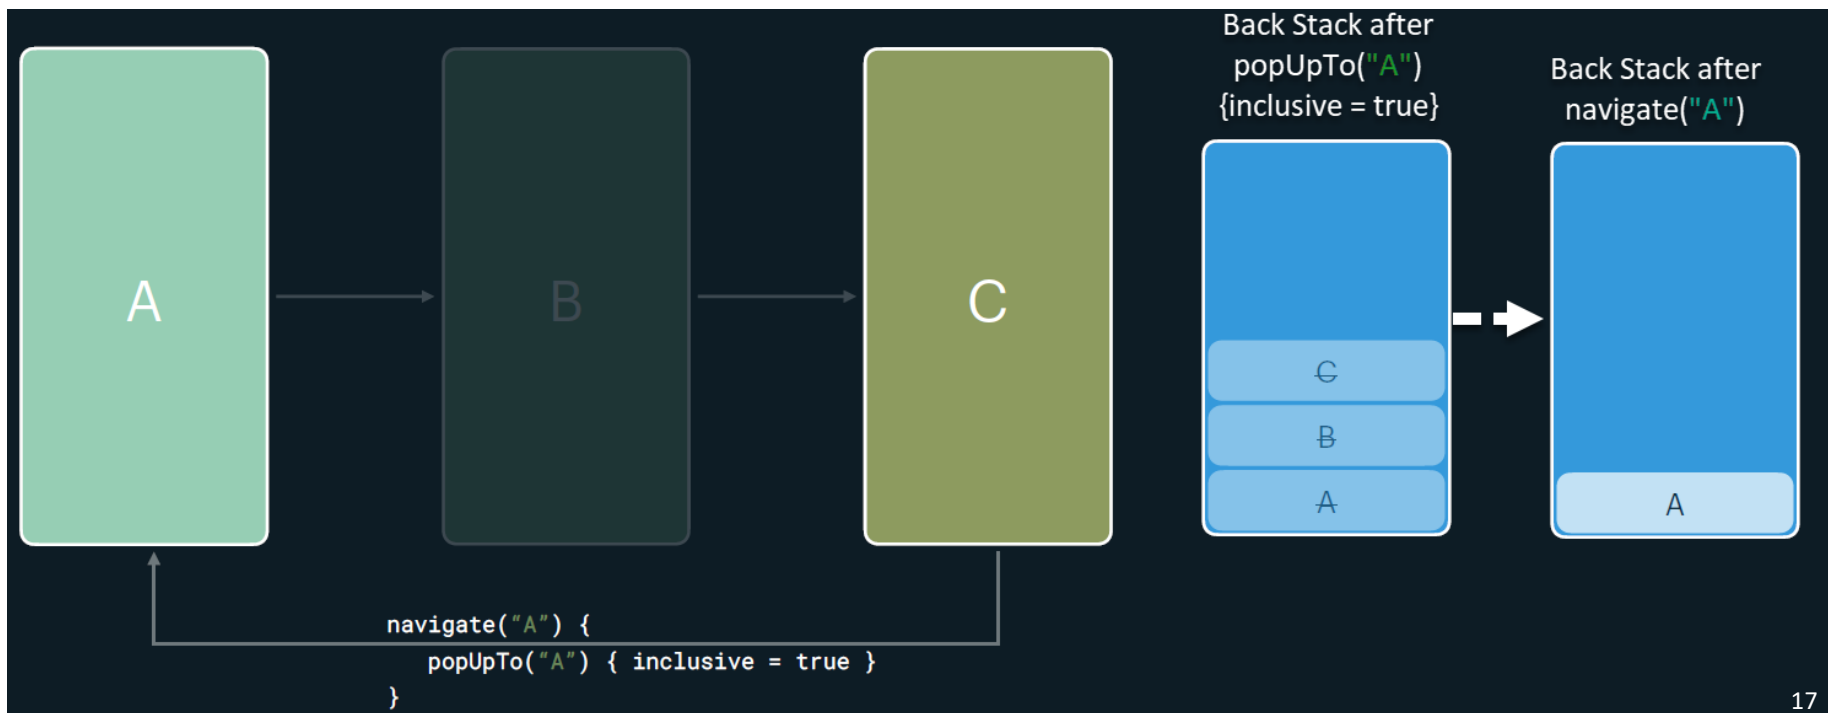 A
B
C
navigate(“A”) {
popUpTo(“A”) { inclusive = true }
}
Back Stack after
popUpTo("A")
{inclusive = true}
C
B
A
Back Stack after
navigate("A")
A
17